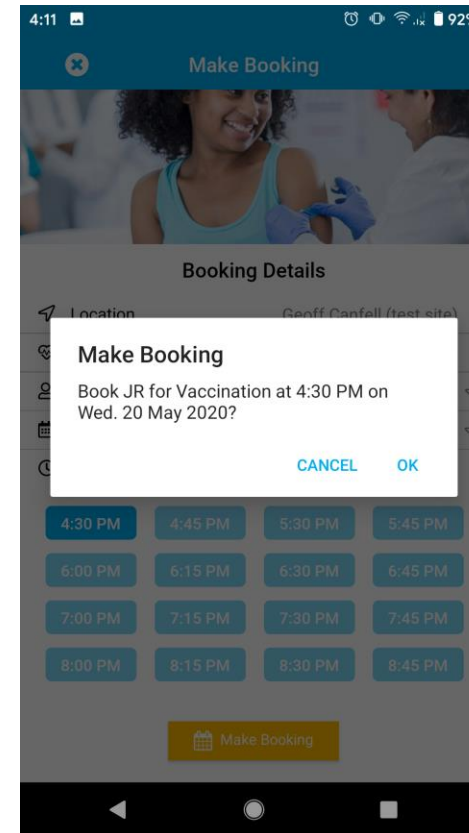 4:11
92%
Make Booking
Booking Details
Location Geoff Canfell (test site)
Make Booking
Book JR for Vaccination at 4:30 PM on
Wed. 20 May 2020?
CANCEL OK
4:30 PM 4:45 PM 5:30 PM 5:45 PM
6:00 PM 6:15 PM 6:30 PM 6:45 PM
7:00 PM 7:15 PM 7:30 PM 7:45 PM
8:00 PM 8:15 PM 8:30 PM 8:45 PM
Make Booking